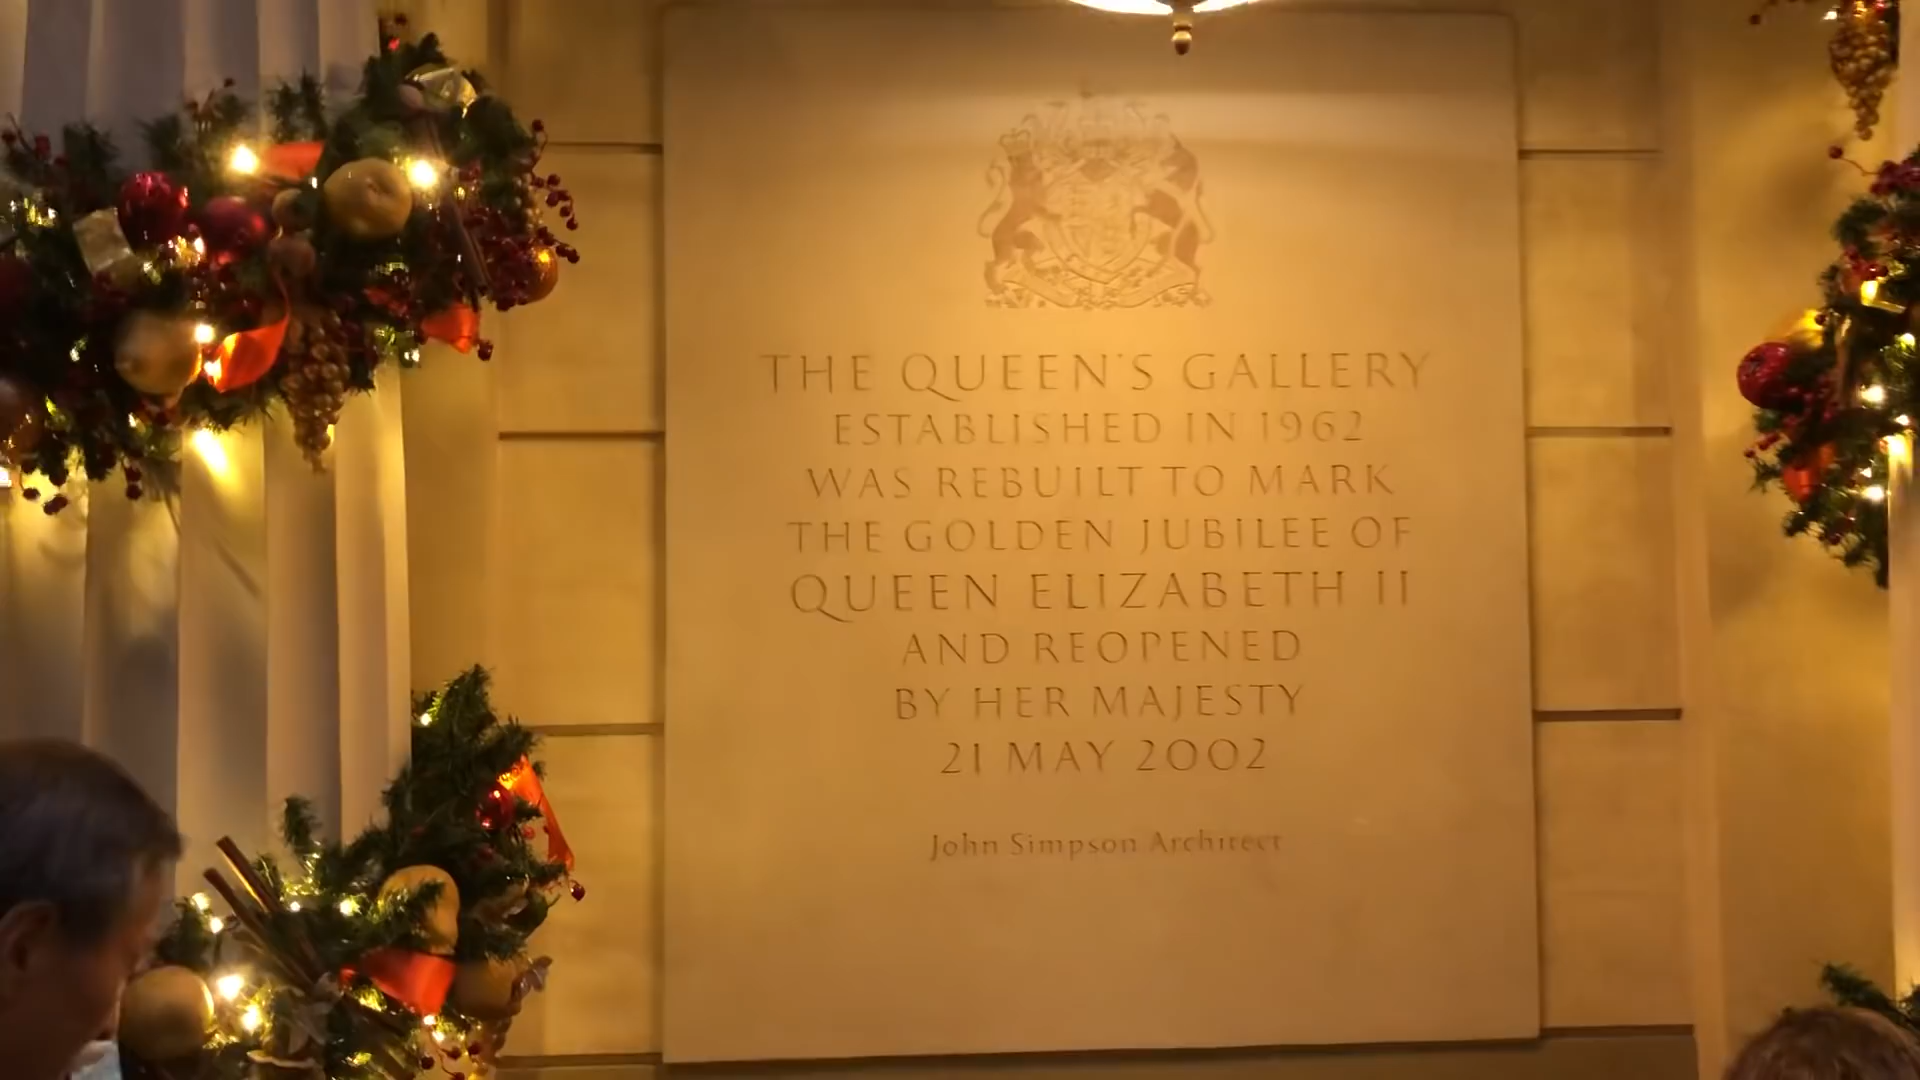 THE QUEEN'S GALLERY
ESTABLISHED IN 1962
WAS REBUILT TO MARK
THE GOLDEN JUBILEE OF
QUEEN ELIZABETH II
AND REOPENED
BY HER MAJESTY
21 MAY 2002
John Simpson Architect